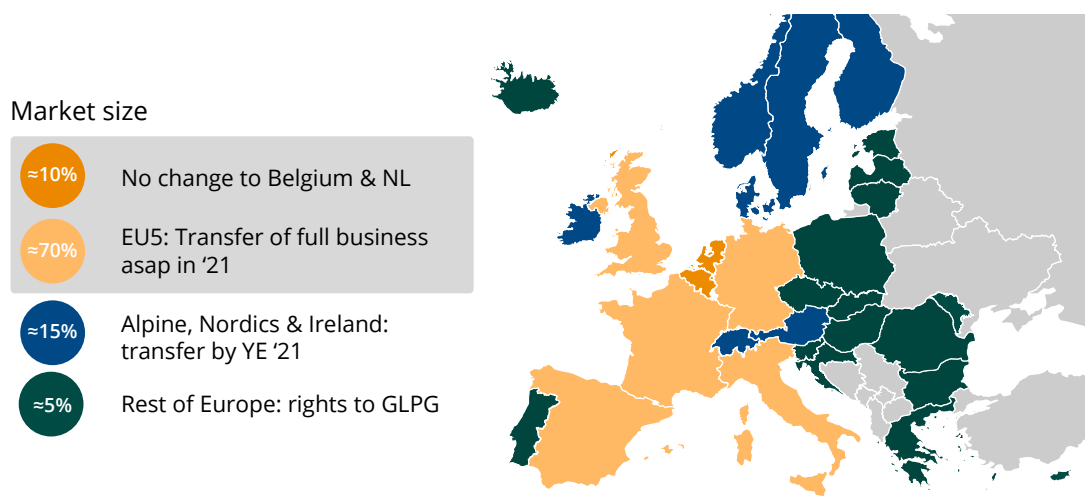 Market size
≈10%
No change to Belgium & NL
≈70%
EU5: Transfer of full business
asap in ‘21
≈15%
Alpine, Nordics & Ireland:
transfer by YE ‘21
≈5%
Rest of Europe: rights to GLPG